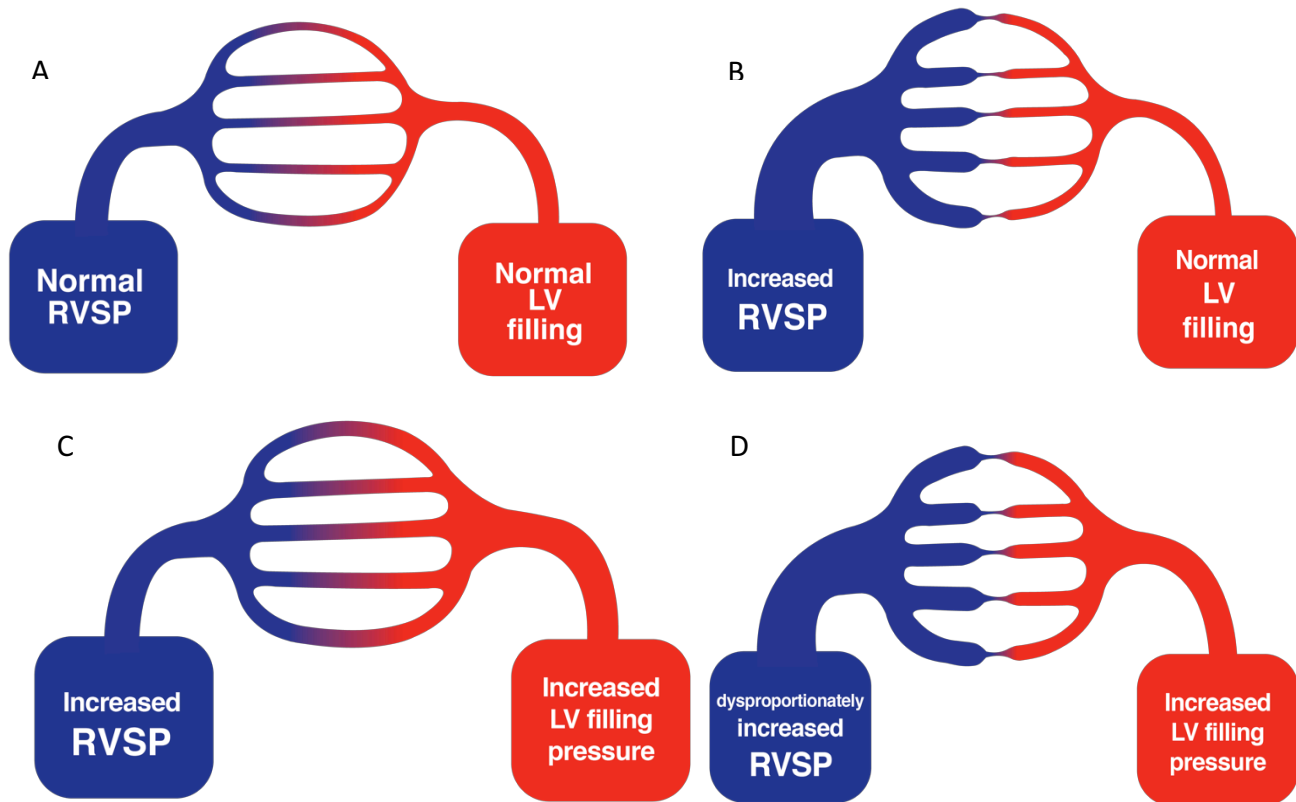 A
Normal
RVSP
Normal
LV
filling
B
Increased
RVSP
Normal
LV
filling
C
Increased
RVSP
Increased
LV filling
pressure
D
dysproportionately
increased
RVSP
Increased
LV filling
pressure